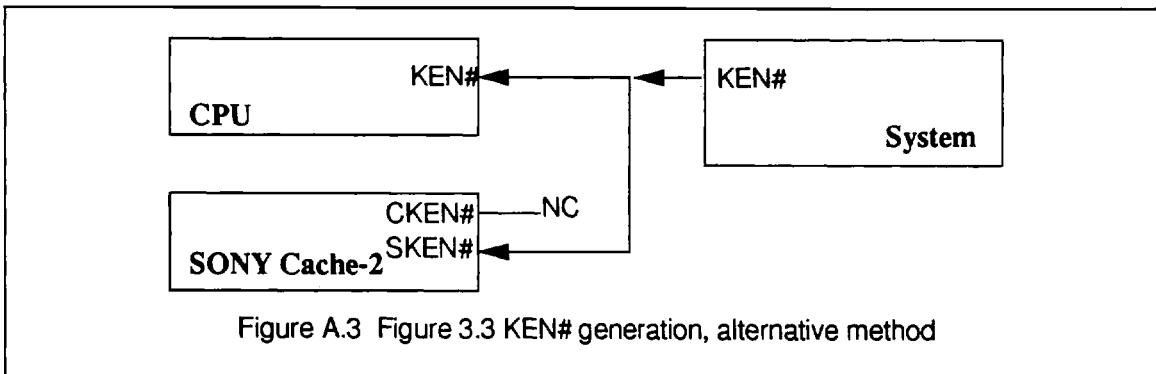 KEN#
CPU
KEN#
System
CKEN#
NC
SKEN#
SONY Cache-2
Figure A.3 Figure 3.3 KEN# generation, alternative method